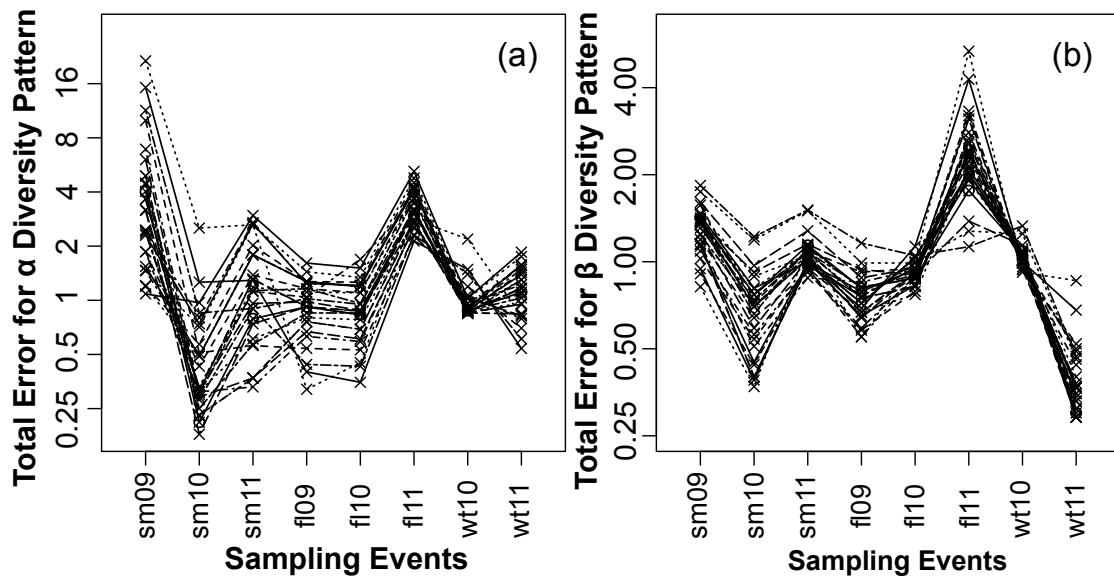 Total Error for α Diversity Pattern
(a)
16
8
4
2
1
0.5
0.25
sm09
sm10
sm11
fl09
fl10
fl11
wt10
wt11
Sampling Events
Total Error for β Diversity Pattern
(b)
4.00
2.00
1.00
0.50
0.25
sm09
sm10
sm11
fl09
fl10
fl11
wt10
wt11
Sampling Events